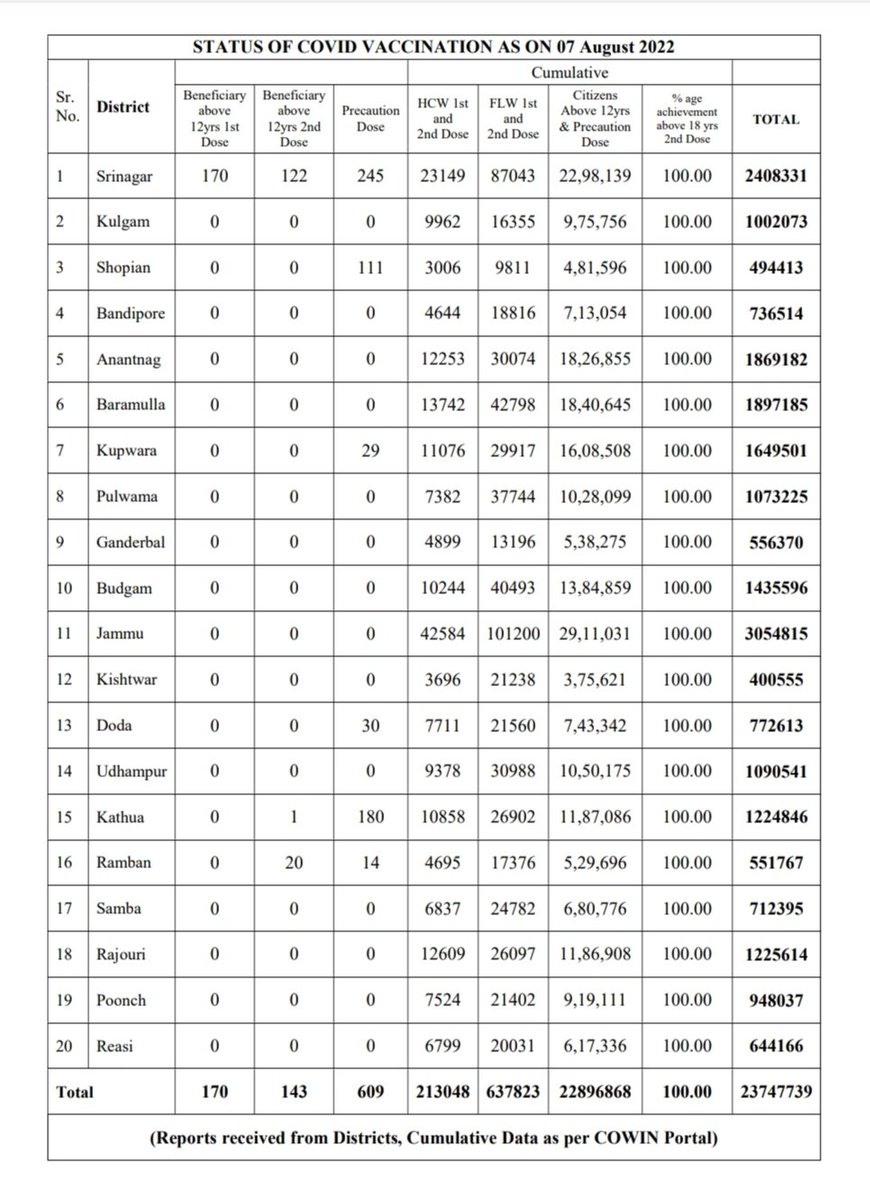 STATUS OF COVID VACCINATION AS ON 07 August 2022
Cumulative
Sr. No. District Beneficiary above 12yrs 1st Dose Beneficiary above 12yrs 2nd Dose Precaution Dose HCW 1st and 2nd Dose FLW 1st and 2nd Dose Citizens Above 12yrs & Precaution Dose % age achievement above 18 yrs 2nd Dose TOTAL
1 Srinagar 170 122 245 23149 87043 22,98,139 100.00 2408331
2 Kulgam 0 0 0 9962 16355 9,75,756 100.00 1002073
3 Shopian 0 0 111 3006 9811 4,81,596 100.00 494413
4 Bandipore 0 0 0 4644 18816 7,13,054 100.00 736514
5 Anantnag 0 0 0 12253 30074 18,26,855 100.00 1869182
6 Baramulla 0 0 0 13742 42798 18,40,645 100.00 1897185
7 Kupwara 0 0 29 11076 29917 16,08,508 100.00 1649501
8 Pulwama 0 0 0 7382 37744 10,28,099 100.00 1073225
9 Ganderbal 0 0 0 4899 13196 5,38,275 100.00 556370
10 Budgam 0 0 0 10244 40493 13,84,859 100.00 1435596
11 Jammu 0 0 0 42584 101200 29,11,031 100.00 3054815
12 Kishtwar 0 0 0 3696 21238 3,75,621 100.00 400555
13 Doda 0 0 30 7711 21560 7,43,342 100.00 772613
14 Udhampur 0 0 0 9378 30988 10,50,175 100.00 1090541
15 Kathua 0 1 180 10858 26902 11,87,086 100.00 1224846
16 Ramban 0 20 14 4695 17376 5,29,696 100.00 551767
17 Samba 0 0 0 6837 24782 6,80,776 100.00 712395
18 Rajouri 0 0 0 12609 26097 11,86,908 100.00 1225614
19 Poonch 0 0 0 7524 21402 9,19,111 100.00 948037
20 Reasi 0 0 0 6799 20031 6,17,336 100.00 644166
Total 170 143 609 213048 637823 22896868 100.00 23747739
(Reports received from Districts, Cumulative Data as per COWIN Portal)